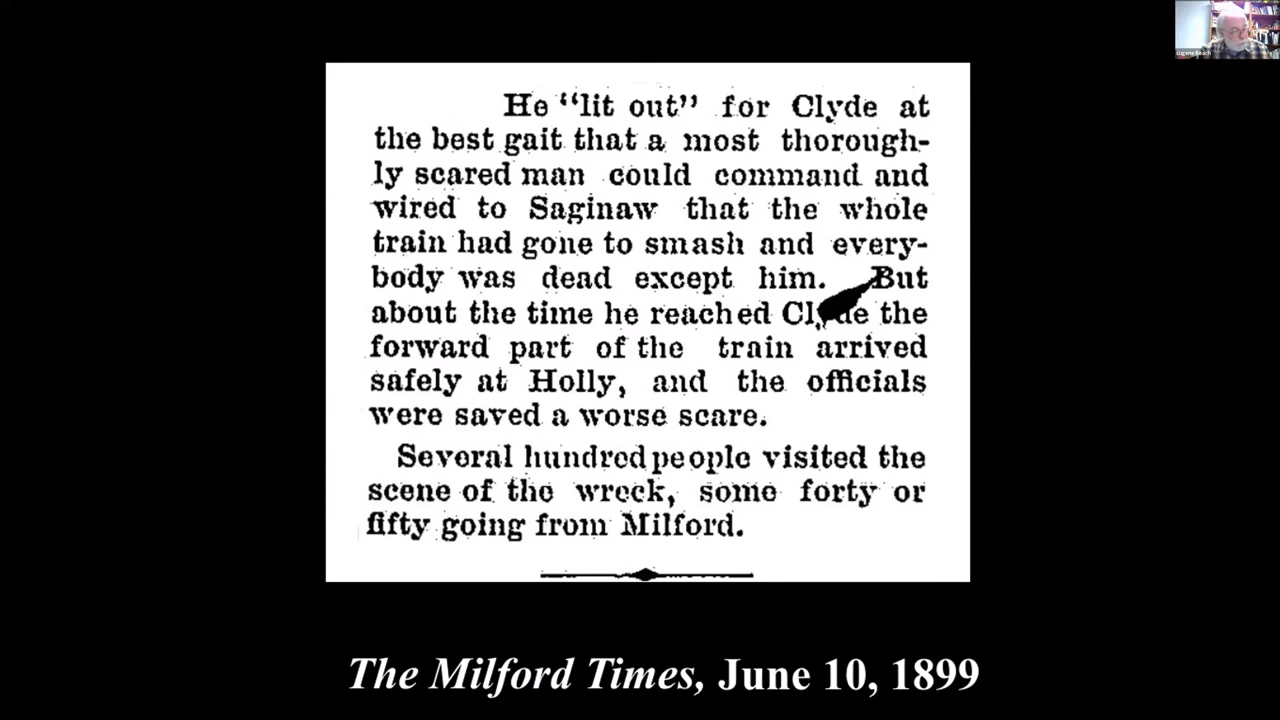 He "lit out" for Clyde at
the best gait that a most thorough-
ly scared man could command and
wired to Saginaw that the whole
train had gone to smash and every-
body was dead except him. But
about the time he reached Clyde the
forward part of the train arrived
safely at Holly, and the officials
were saved a worse scare.
Several hundred people visited the
scene of the wreck, some forty or
fifty going from Milford.
The Milford Times, June 10, 1899